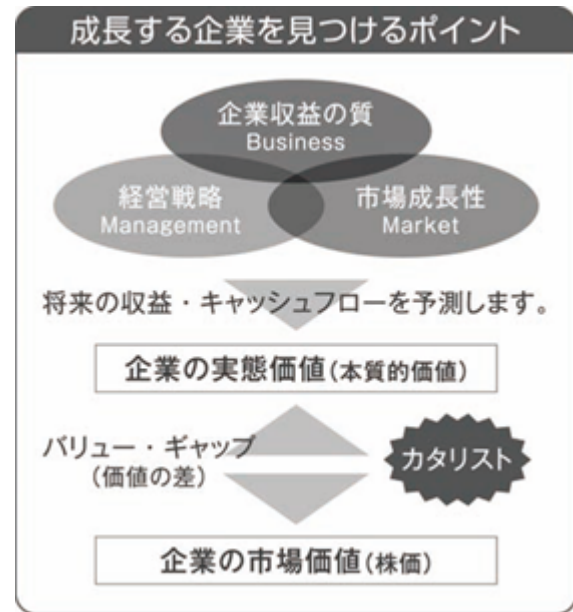 成長する企業を見つけるポイント
企業収益の質
Business
経営戦略
Management
市場成長性
Market
将来の収益・キャッシュフローを予測します。
企業の実態価値(本質的価値)
バリュー・ギャップ
(価値の差)
カタリスト
企業の市場価値(株価)